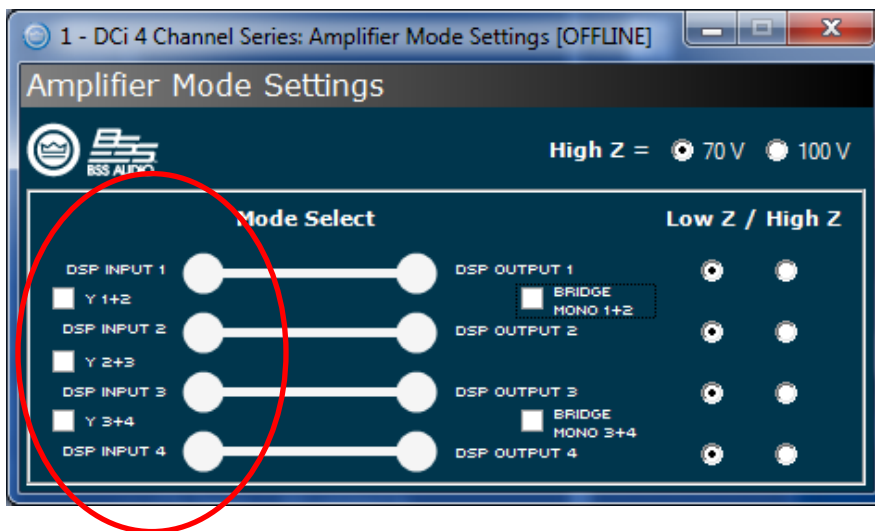 1 - DCi 4 Channel Series: Amplifier Mode Settings [OFFLINE]
Amplifier Mode Settings
BSS AUDIO
High Z = 70 V 100 V
Mode Select Low Z / High Z
DSP INPUT 1 DSP OUTPUT 1
Y 1+2 BRIDGE
MONO 1+2
DSP INPUT 2 DSP OUTPUT 2
Y 2+3
DSP INPUT 3 DSP OUTPUT 3
Y 3+4 BRIDGE
MONO 3+4
DSP INPUT 4 DSP OUTPUT 4